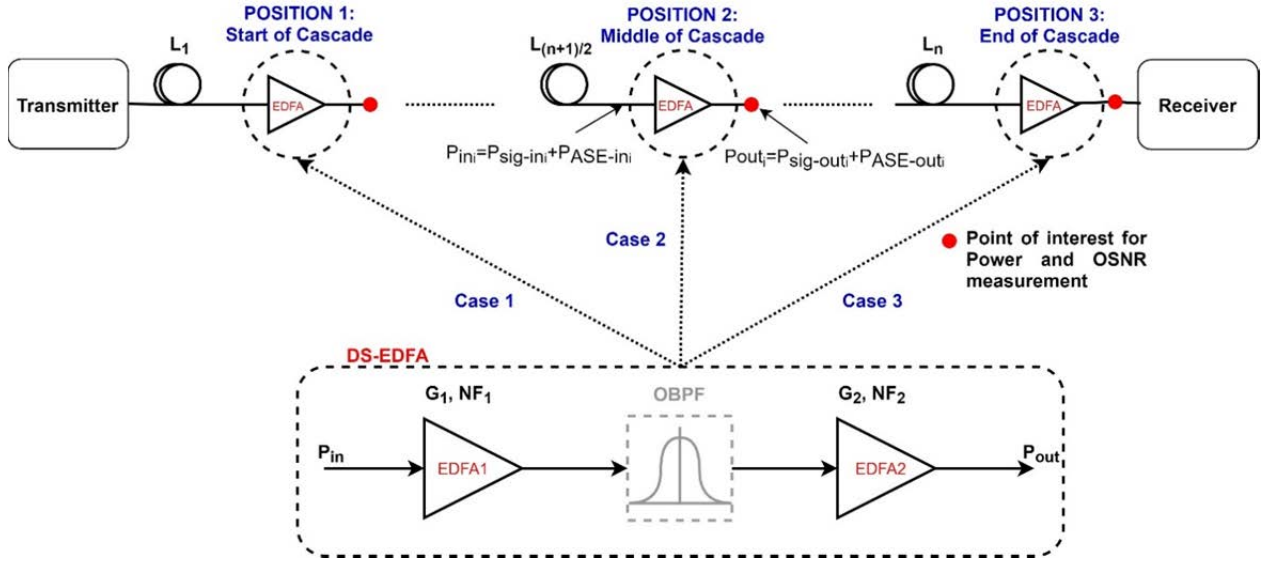 POSITION 1:
Start of Cascade
POSITION 2:
Middle of Cascade
POSITION 3:
End of Cascade
L1
L(n+1)/2
Ln
Transmitter
EDFA
EDFA
EDFA
Receiver
Pini=Psig-ini+PASE-ini
Pouti=Psig-outi+PASE-outi
Case 1
Case 2
Case 3
Point of interest for
Power and OSNR
measurement
DS-EDFA
G1, NF1
OBPF
G2, NF2
Pin
EDFA1
EDFA2
Pout